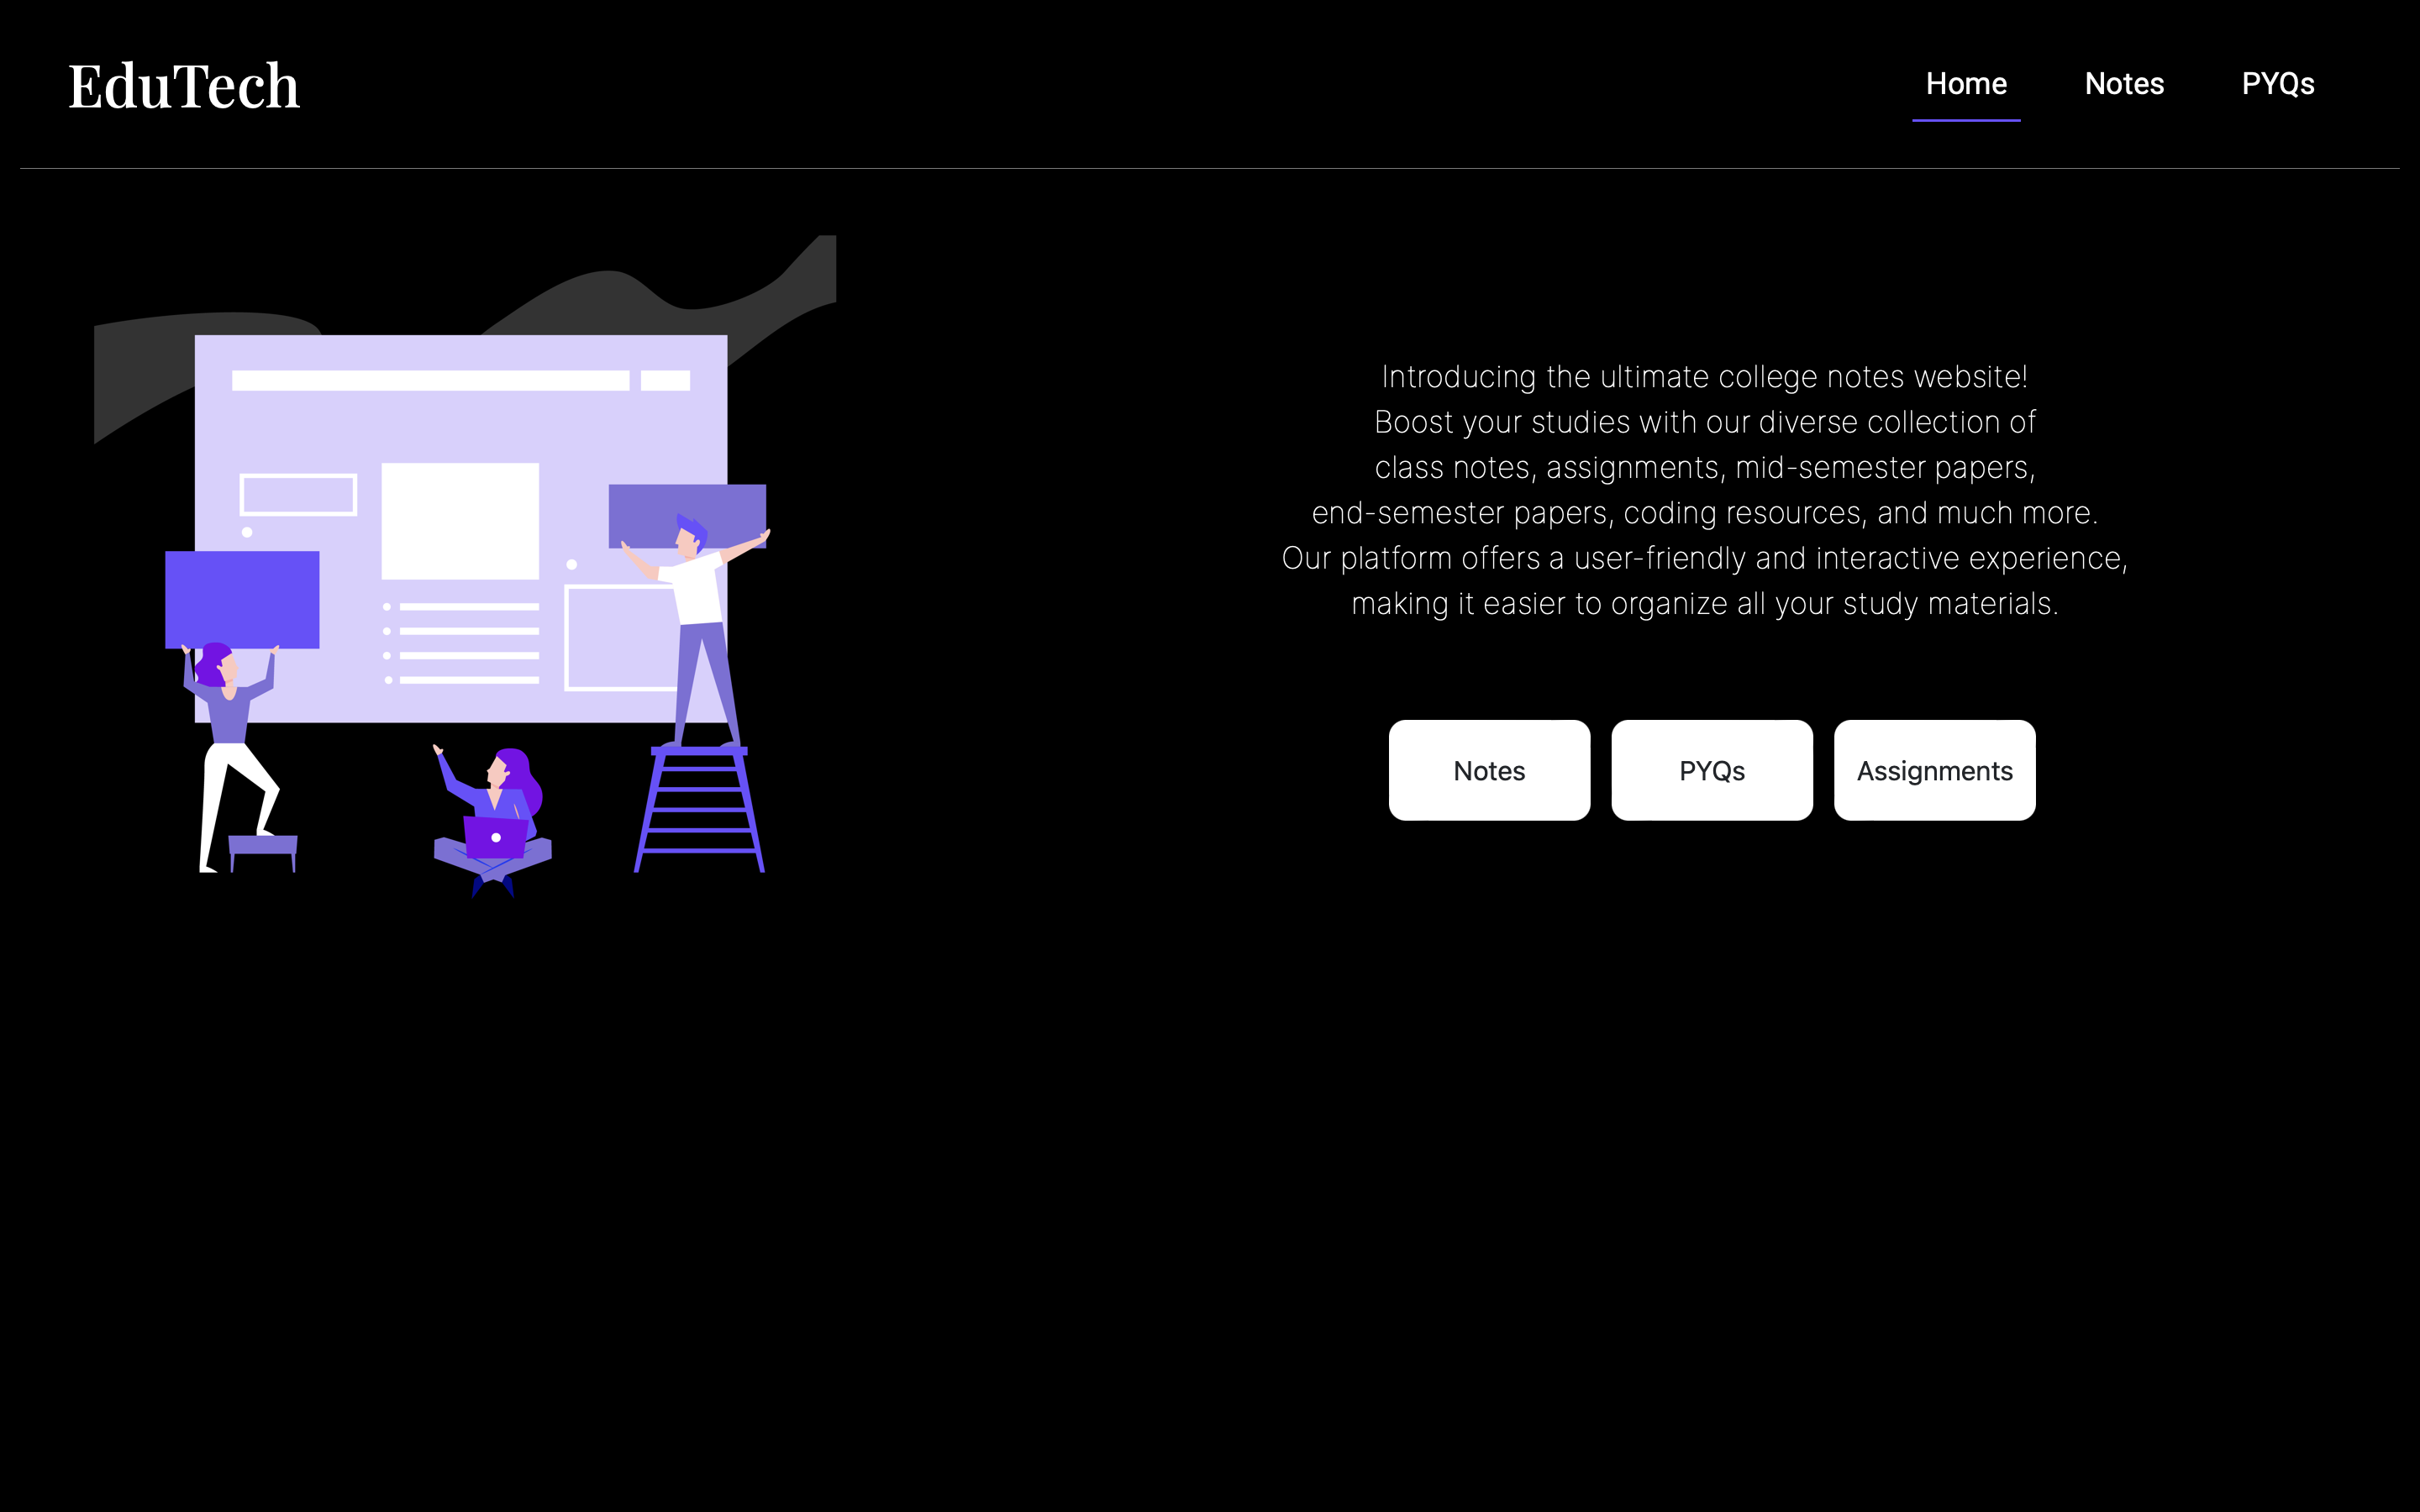 EduTech
Home
Notes
PYQs
Introducing the ultimate college notes website!
Boost your studies with our diverse collection of
class notes, assignments, mid-semester papers,
end-semester papers, coding resources, and much more.
Our platform offers a user-friendly and interactive experience,
making it easier to organize all your study materials.
Notes
PYQs
Assignments